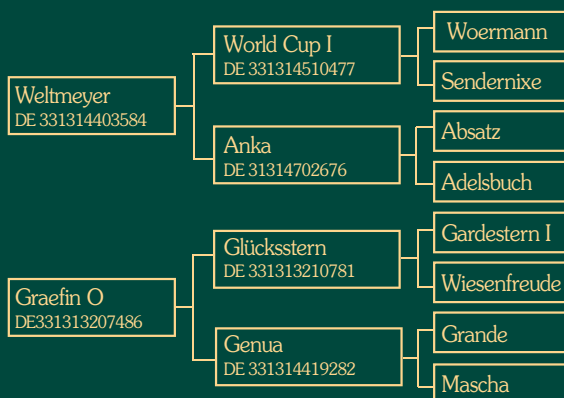 Weltmeyer
DE 331314403584
World Cup I
DE 331314510477
Woermann
Sendernixe
Anka
DE 31314702676
Absatz
Adelsbuch
Graefin O
DE331313207486
Glücksstern
DE 331313210781
Gardestern I
Wiesenfreude
Genua
DE 331314419282
Grande
Mascha